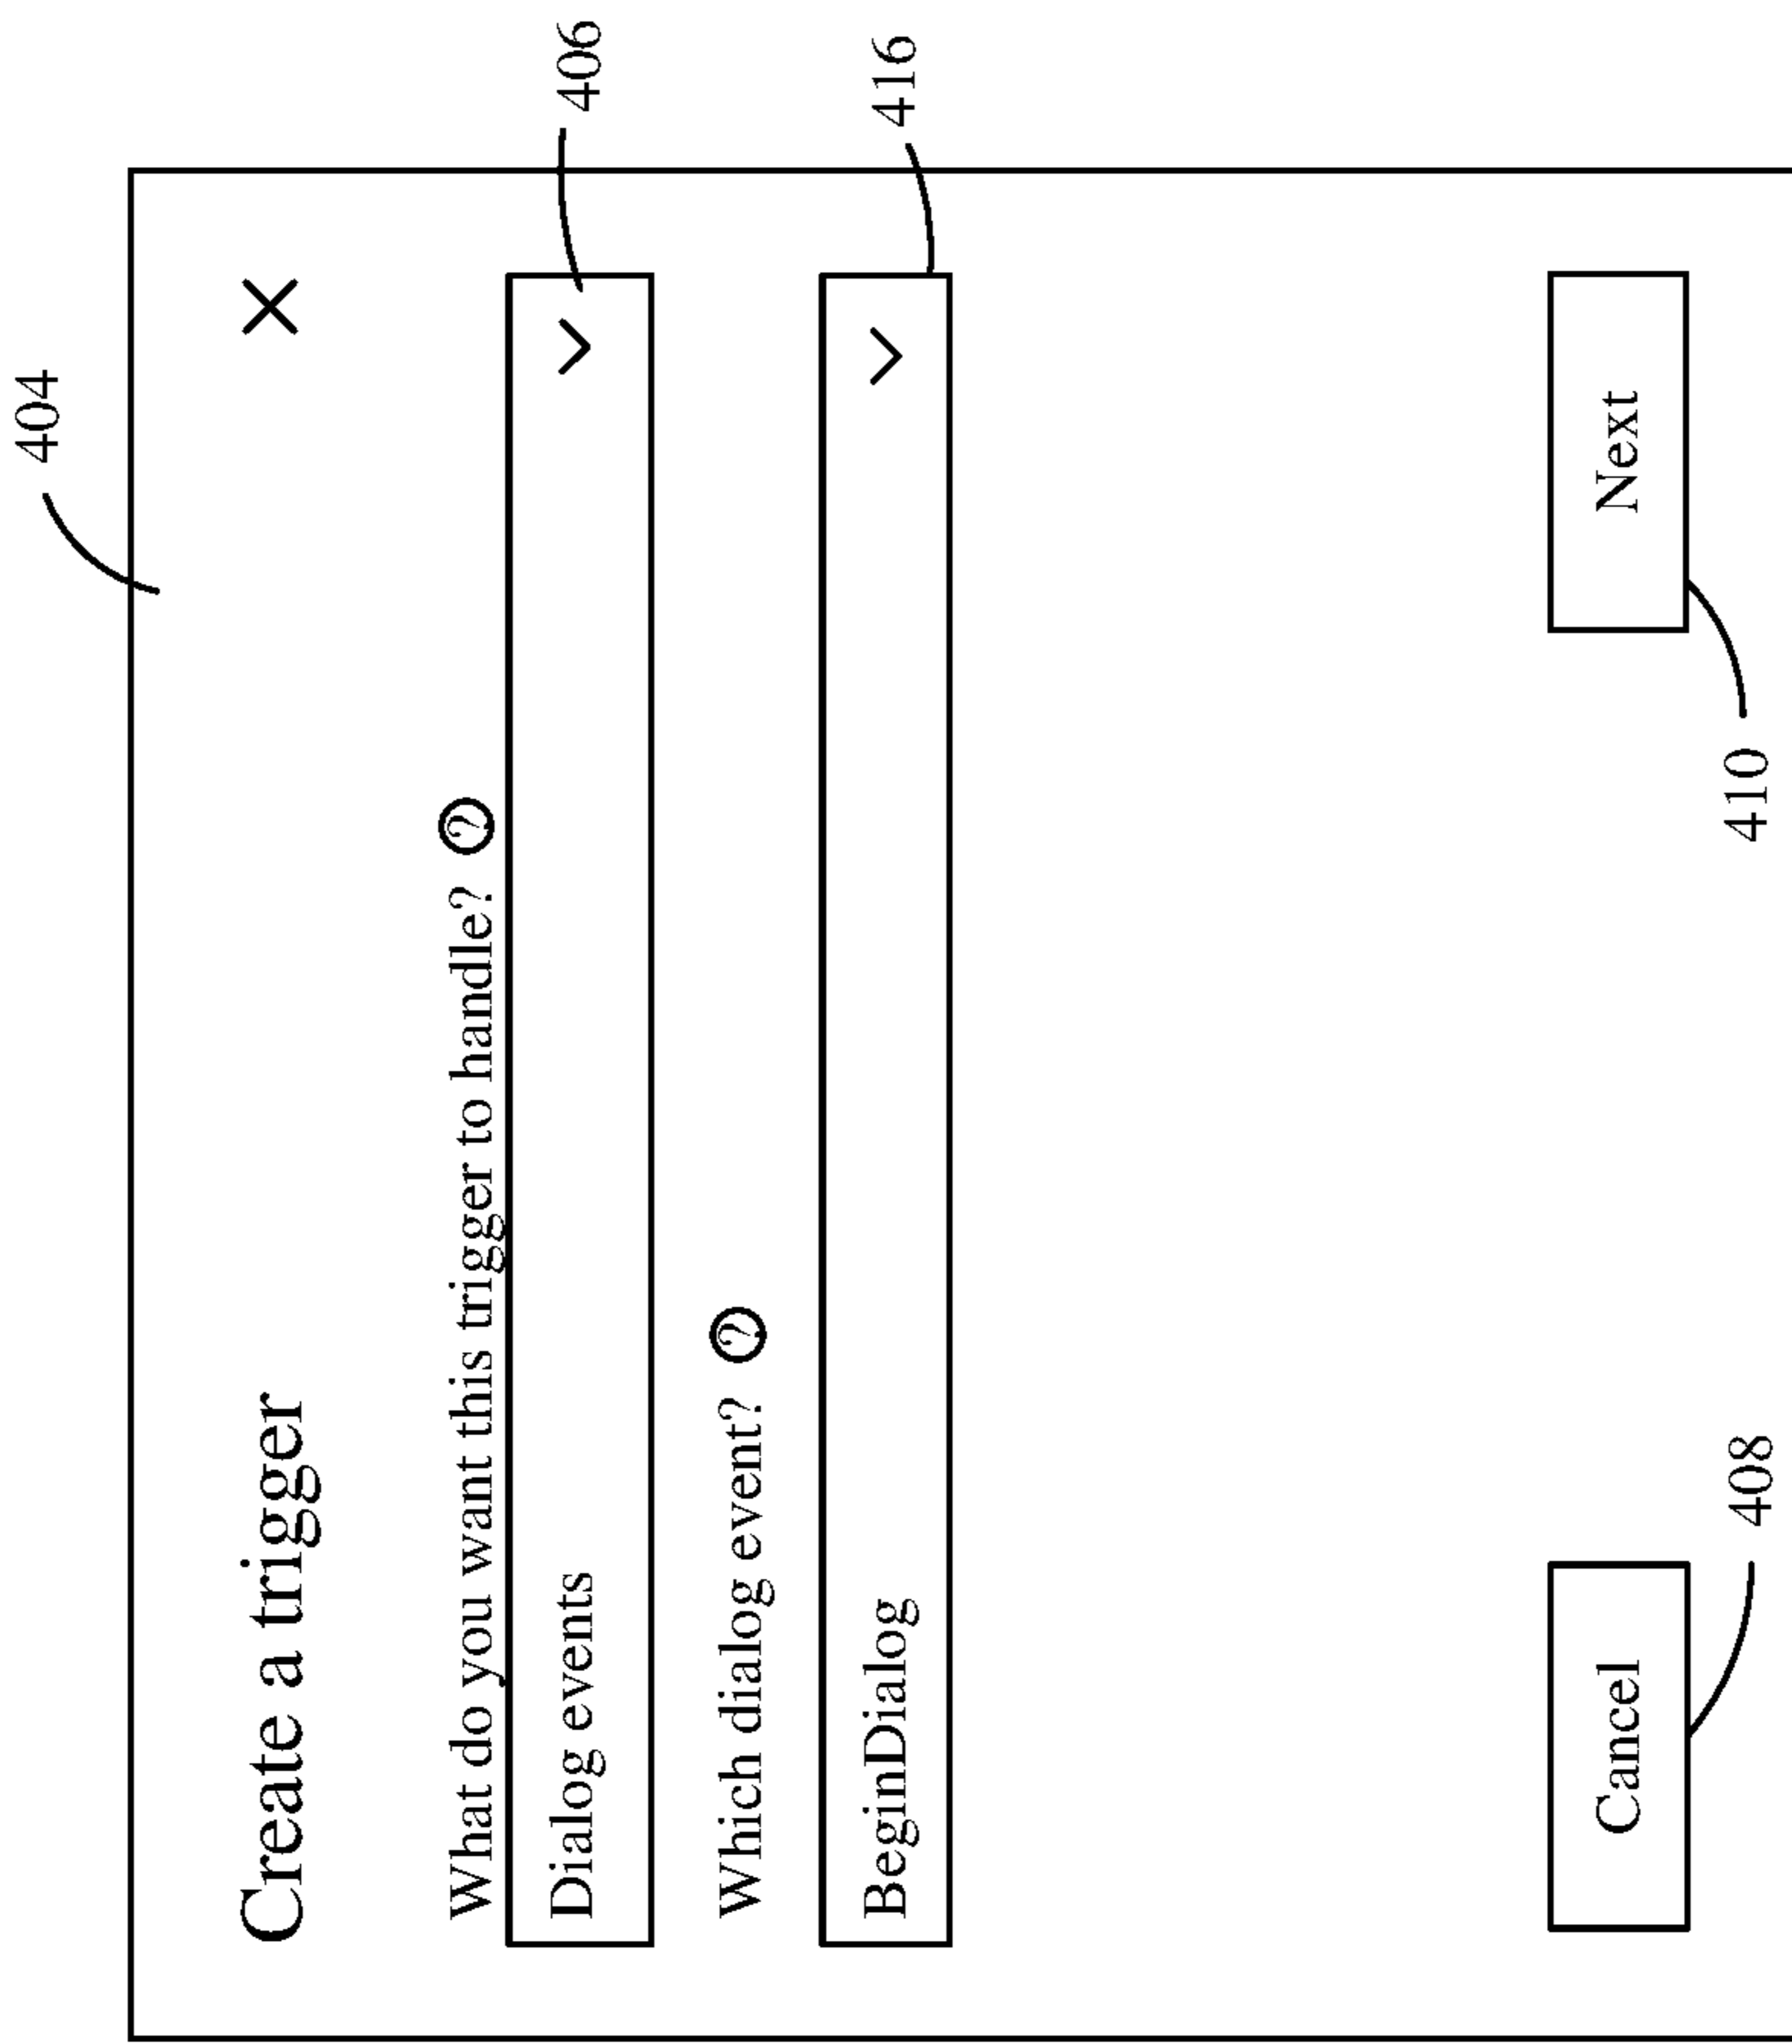 404
Create a trigger
What do you want this trigger to handle? ?
Dialog events
406
Which dialog event? ?
BeginDialog
416
Cancel
Next
408
410